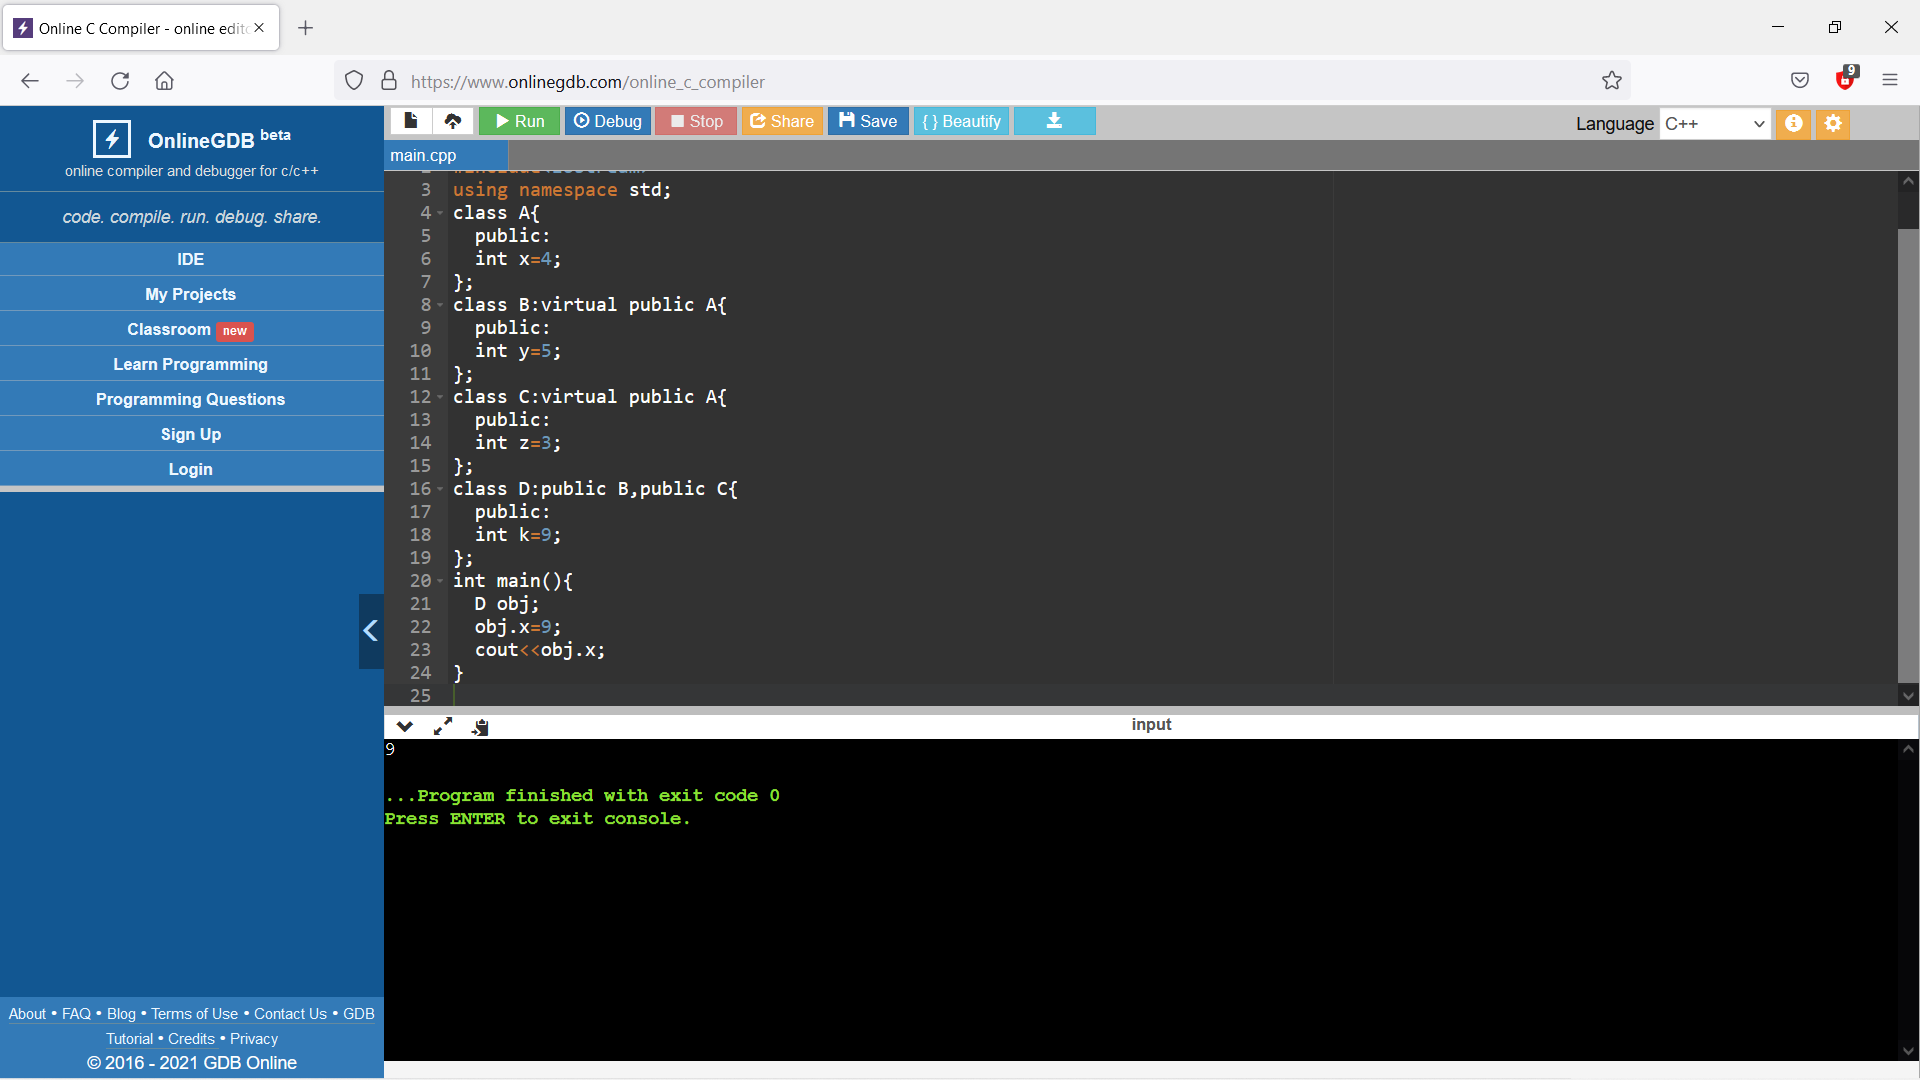 Online C Compiler - online edito
https://www.onlinegdb.com/online_c_compiler
9
OnlineGDB beta
online compiler and debugger for c/c++
code. compile. run. debug. share.
IDE
My Projects
Classroom new
Learn Programming
Programming Questions
Sign Up
Login
About • FAQ • Blog • Terms of Use • Contact Us • GDB
Tutorial • Credits • Privacy
© 2016 - 2021 GDB Online
Run Debug Stop Share Save { } Beautify
Language C++
main.cpp
3 using namespace std;
4 class A{
5 public:
6 int x=4;
7 };
8 class B:virtual public A{
9 public:
10 int y=5;
11 };
12 class C:virtual public A{
13 public:
14 int z=3;
15 };
16 class D:public B,public C{
17 public:
18 int k=9;
19 };
20 int main(){
21 D obj;
22 obj.x=9;
23 cout<<obj.x;
24 }
25
input
9
...Program finished with exit code 0
Press ENTER to exit console.